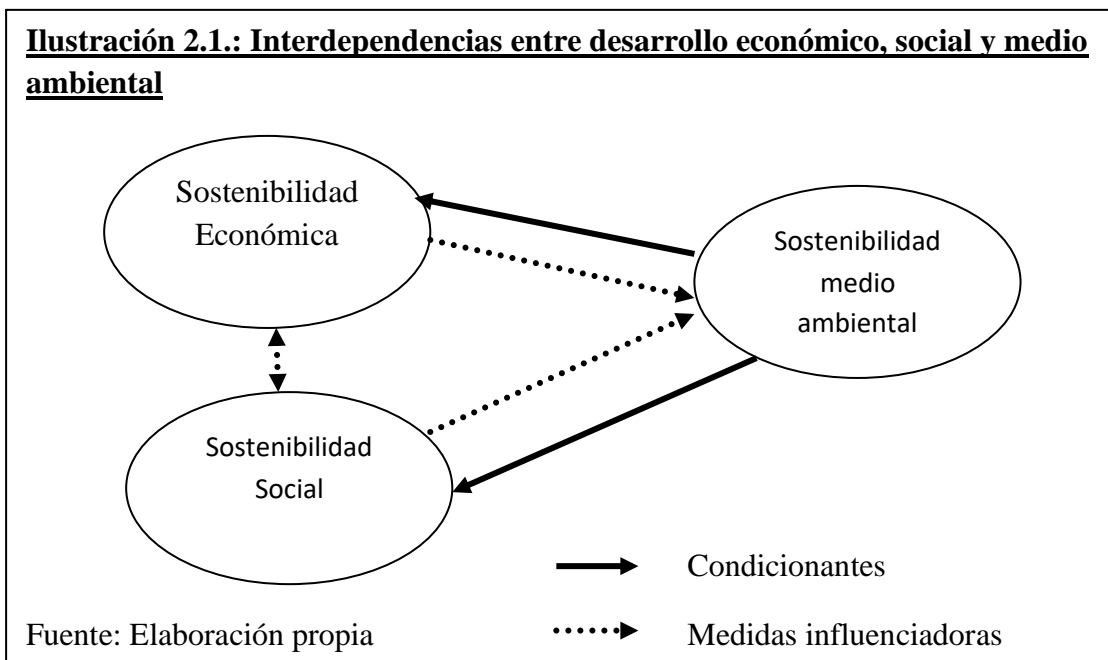 Ilustración 2.1.: Interdependencias entre desarrollo económico, social y medio
ambiental
Sostenibilidad
Económica
Sostenibilidad
medio
ambiental
Sostenibilidad
Social
Condicionantes
Fuente: Elaboración propia
Medidas influenciadoras